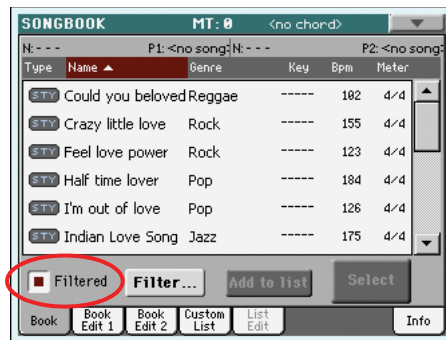 SONGBOOK MT: 0 <no chord>
N: - - - P1: <no song: N: - - - P2: <no song:
Type Name Genre Key Bpm Meter
STY Could you beloved Reggae ----- 102 4/4
STY Crazy little love Rock ----- 155 4/4
STY Feel love power Rock ----- 123 4/4
STY Half time lover Pop ----- 184 4/4
STY I'm out of love Pop ----- 126 4/4
STY Indian Love Song Jazz ----- 175 4/4
Filtered Filter... Add to list Select
Book Book Edit 1 Book Edit 2 Custom List List Edit Info